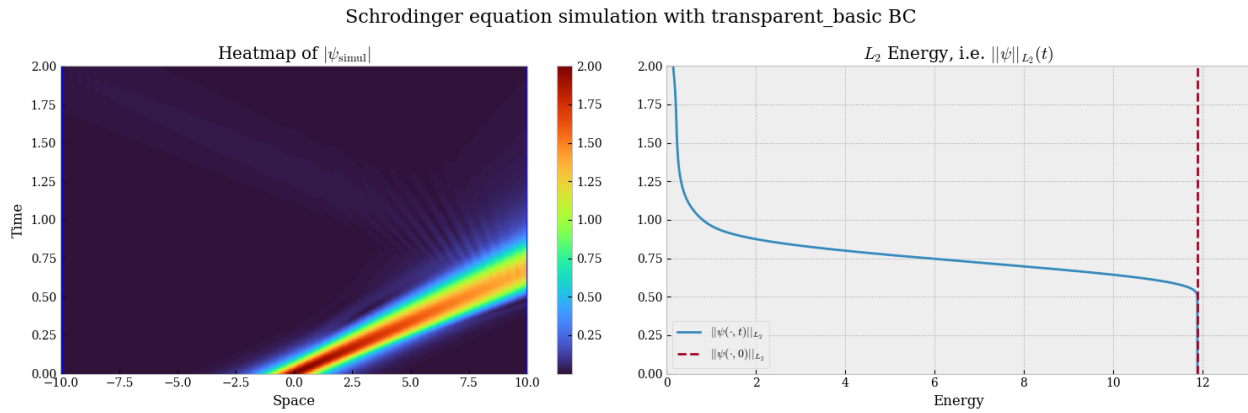 Schrodinger equation simulation with transparent_basic BC
Heatmap of |ψ_simul|
2.00
1.75
1.50
1.25
1.00
0.75
0.50
0.25
0.00
Time
−10.0 −7.5 −5.0 −2.5 0.0 2.5 5.0 7.5 10.0
Space
2.00
1.75
1.50
1.25
1.00
0.75
0.50
0.25
L₂ Energy, i.e. ||ψ||_L₂(t)
2.00
1.75
1.50
1.25
1.00
0.75
0.50
0.25
0.00
||ψ(·, t)||_L₂
||ψ(·, 0)||_L₂
0 2 4 6 8 10 12
Energy